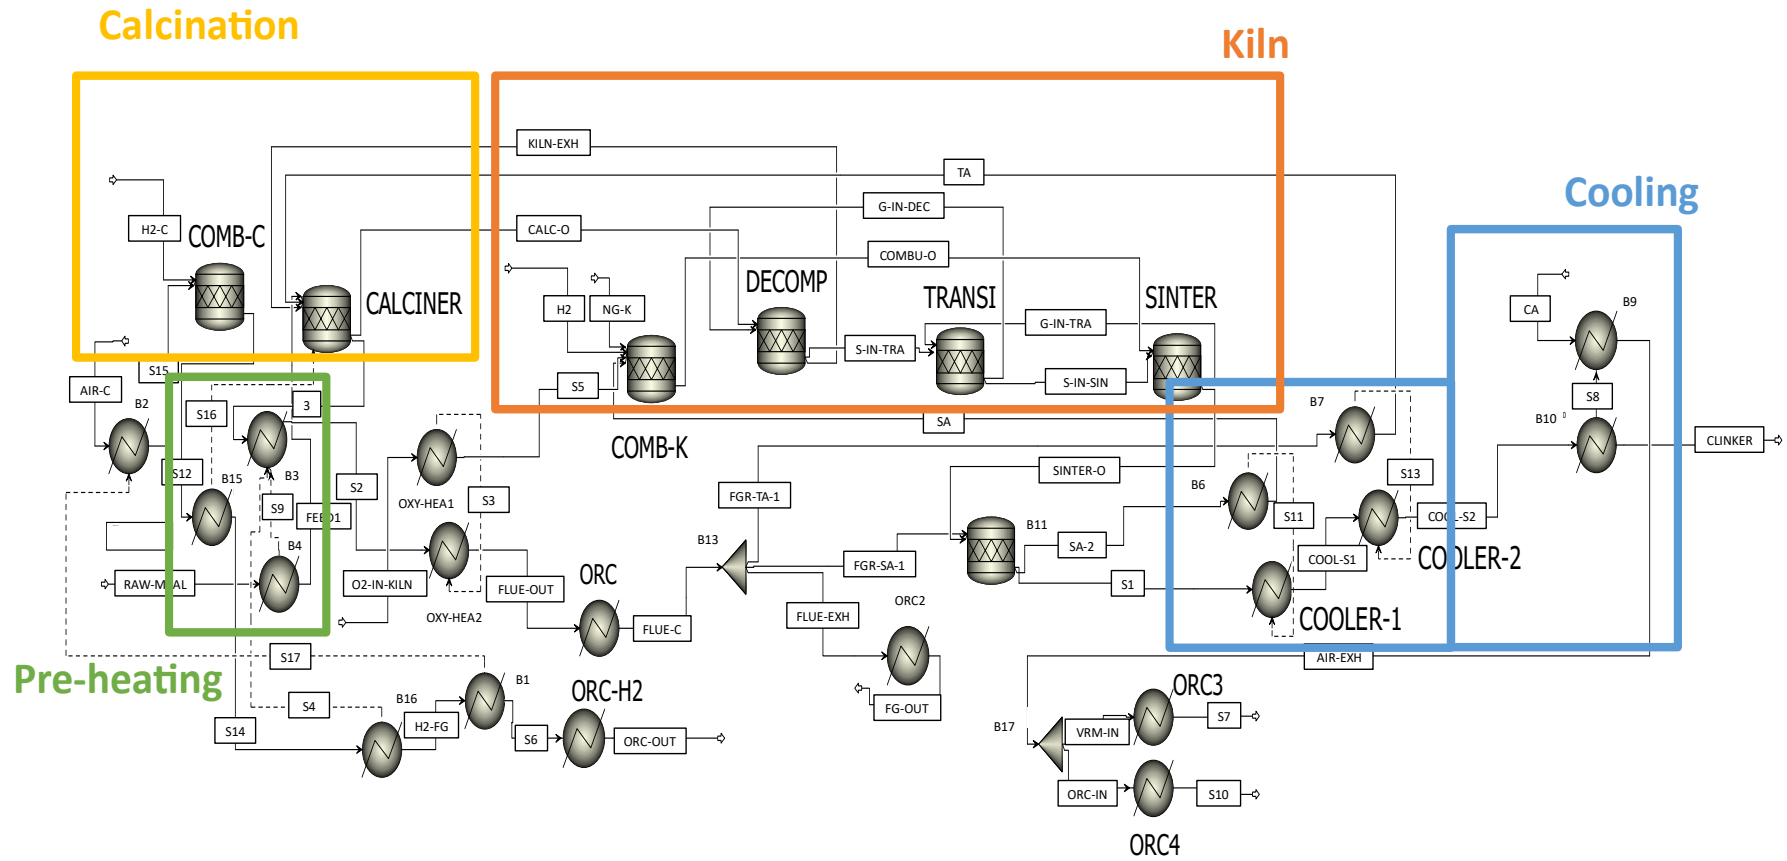 Calcination
Kiln
KILN-EXH
TA
Cooling
G-IN-DEC
H2-C
COMB-C
CALC-O
COMBU-O
DECOMP
TRANSI
SINTER
CALCINER
H2
NG-K
CA
B9
G-IN-TRA
S-IN-TRA
S15
S5
S-IN-SIN
AIR-C
B2
S16
3
B7
S8
B10
SA
COMB-K
CLINKER
SINTER-O
S12
B15
B3
S2
S13
B6
OXY-HEA1
S3
FGR-TA-1
S9
FEED1
S11
COOL-S2
B11
B13
SA-2
B4
COOLER-2
COOL-S1
FGR-SA-1
ORC
RAW-MEAL
O2-IN-KILN
FLUE-OUT
S1
ORC2
OXY-HEA2
FLUE-EXH
COOLER-1
FLUE-C
S17
AIR-EXH
Pre-heating
B1
ORC-H2
ORC3
S4
B16
FG-OUT
H2-FG
S7
S14
B17
VRM-IN
S6
ORC-OUT
ORC-IN
S10
ORC4